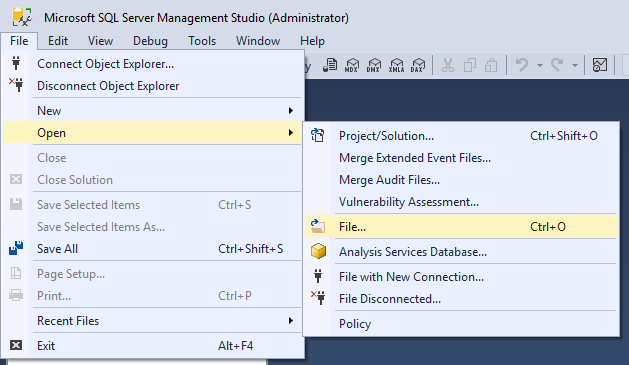 Microsoft SQL Server Management Studio (Administrator)
File Edit View Debug Tools Window Help
MDX DMX XMLA DAX
Connect Object Explorer...
Disconnect Object Explorer
New
Open
Close
Close Solution
Save Selected Items Ctrl+S
Save Selected Items As...
Save All Ctrl+Shift+S
Page Setup...
Print... Ctrl+P
Recent Files
Exit Alt+F4
Project/Solution... Ctrl+Shift+O
Merge Extended Event Files...
Merge Audit Files...
Vulnerability Assessment...
File... Ctrl+O
Analysis Services Database...
File with New Connection...
File Disconnected...
Policy